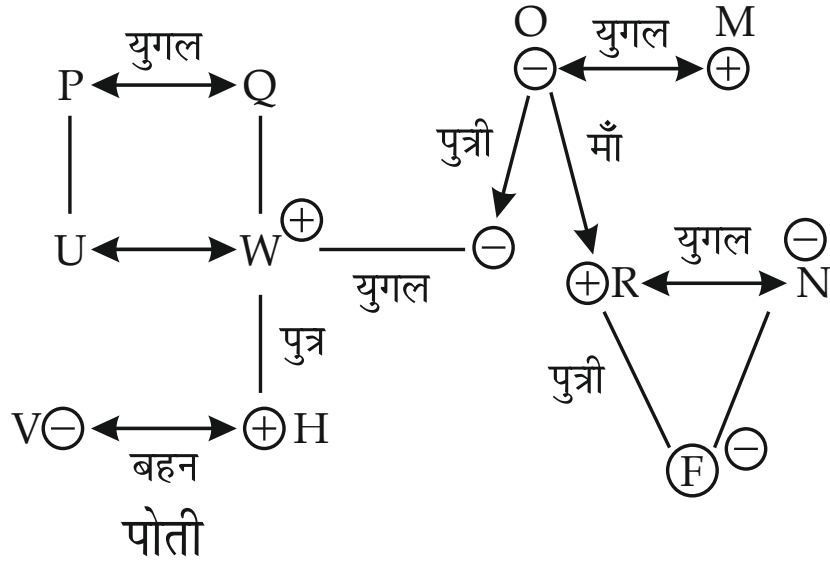 O M
युगल युगल
P Q
पुत्री माँ
U W युगल
युगल R N
पुत्र पुत्री
V H
बहन F
पोती